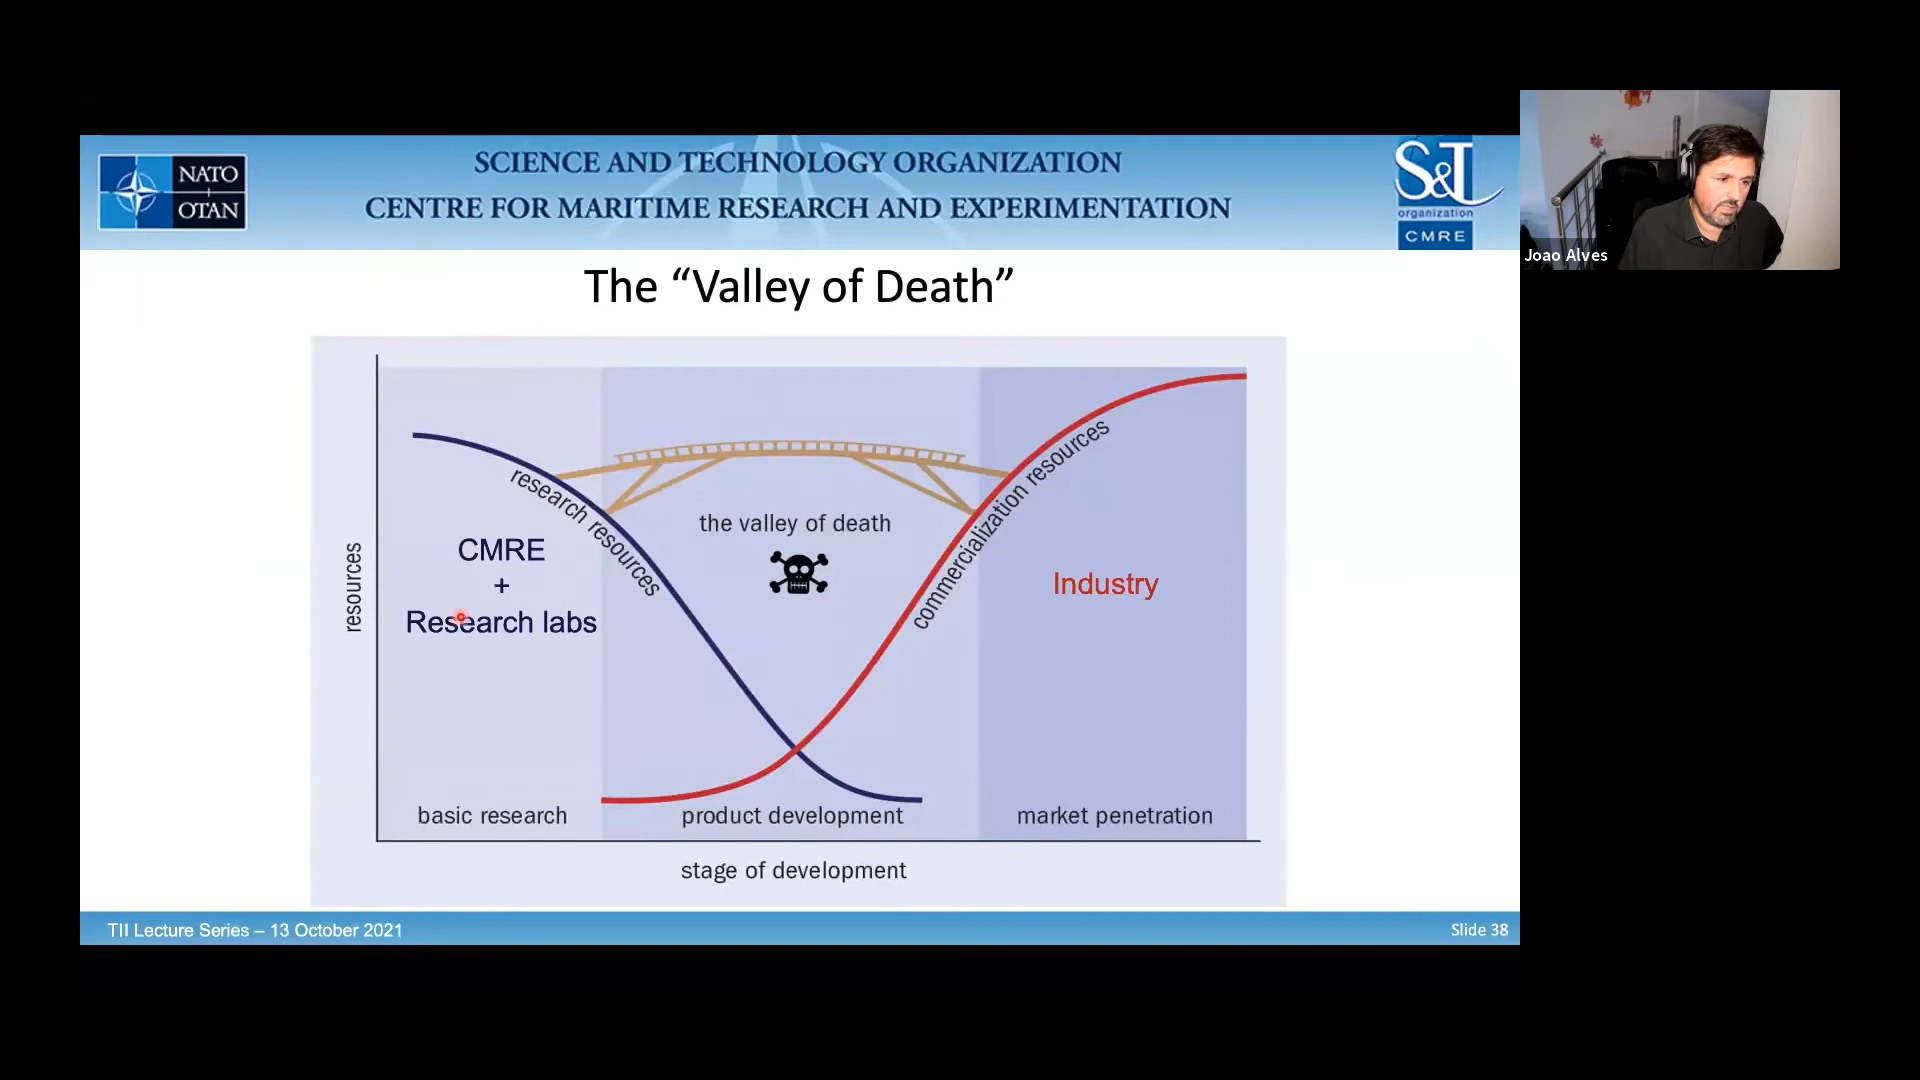 NATO
OTAN
SCIENCE AND TECHNOLOGY ORGANIZATION
CENTRE FOR MARITIME RESEARCH AND EXPERIMENTATION
S&T
organization
CMRE
Joao Alves
The “Valley of Death”
research resources
the valley of death
commercialization resources
CMRE
+
Research labs
Industry
resources
basic research
product development
market penetration
stage of development
TII Lecture Series – 13 October 2021
Slide 38